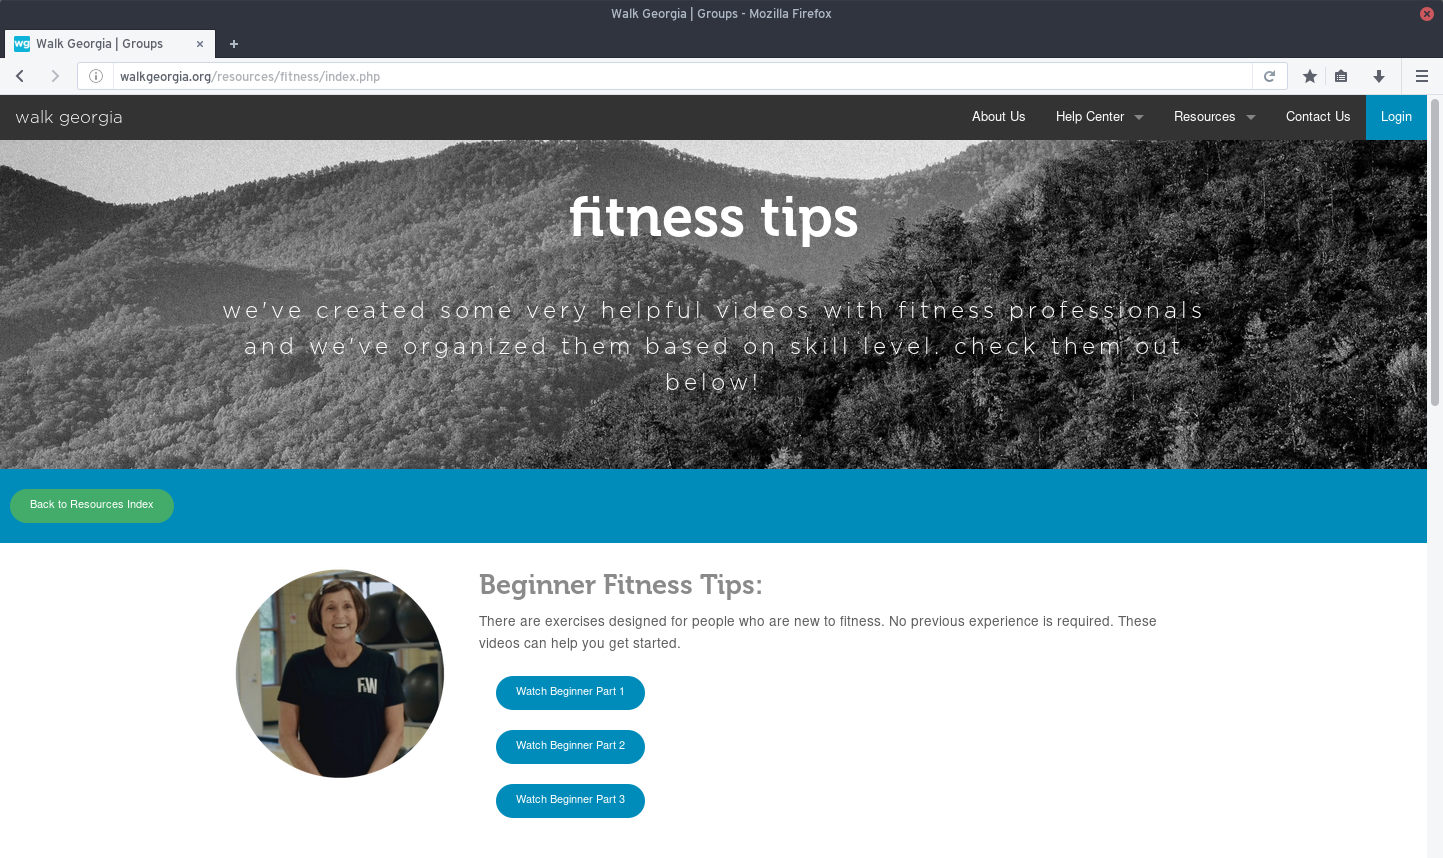 Walk Georgia | Groups - Mozilla Firefox
wg Walk Georgia | Groups
walkgeorgia.org/resources/fitness/index.php
walk georgia
About Us Help Center Resources Contact Us Login
fitness tips
we've created some very helpful videos with fitness professionals
and we've organized them based on skill level. check them out
below!
Back to Resources Index
Beginner Fitness Tips:
There are exercises designed for people who are new to fitness. No previous experience is required. These
videos can help you get started.
F&W
Watch Beginner Part 1
Watch Beginner Part 2
Watch Beginner Part 3